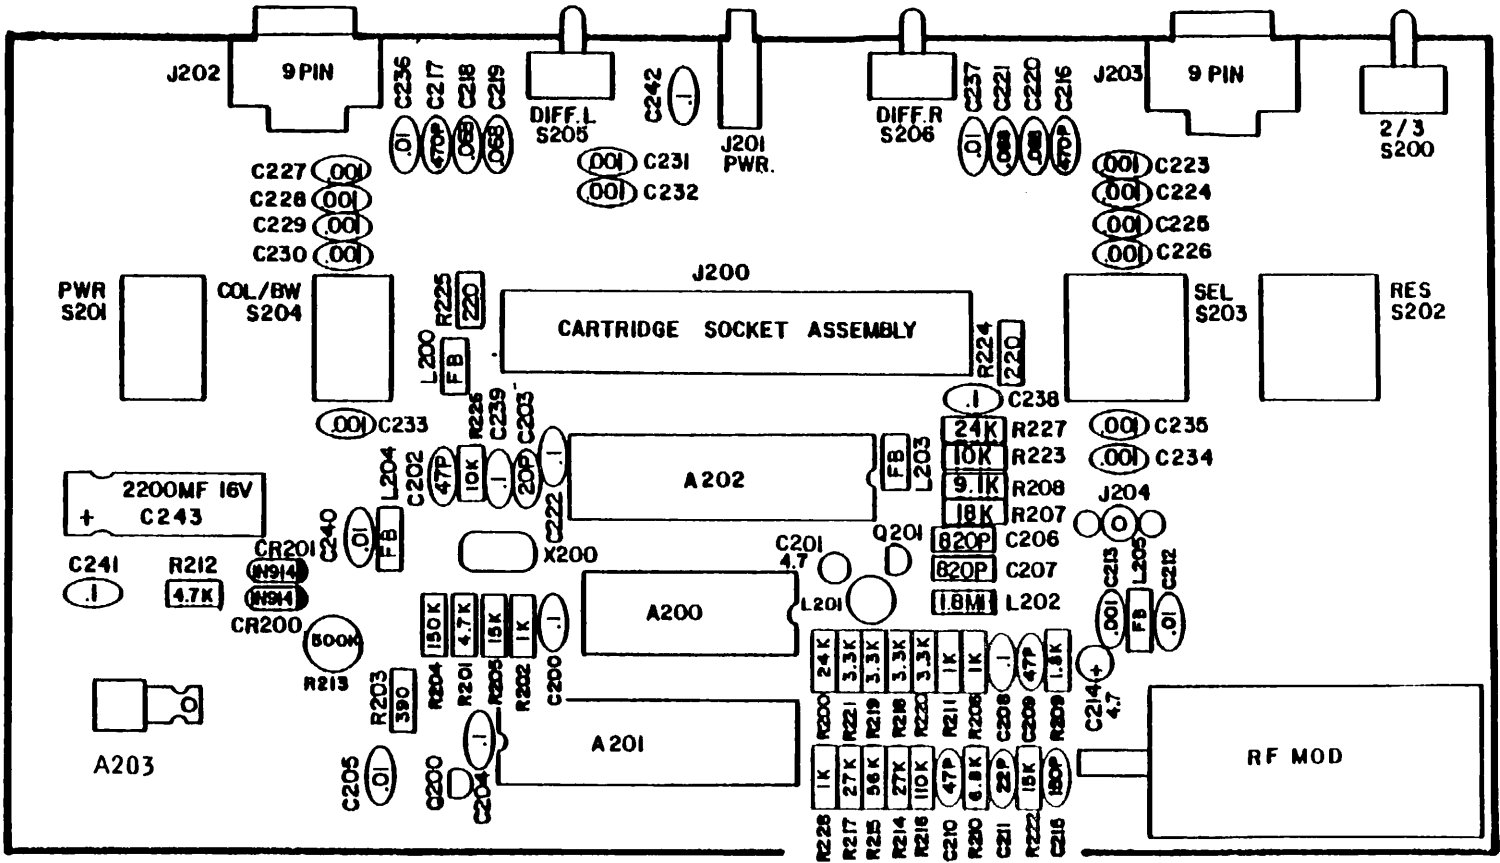 J202
9 PIN
C236
C217
C218
C219
.01
470P
.068
.068
DIFF. L
S205
C242
.1
J201
PWR.
DIFF. R
S206
C237
C221
C220
C216
.01
.068
.068
470P
J203
9 PIN
2/3
S200
C227
.001
C228
.001
C229
.001
C230
.001
.001
C231
.001
C232
.001
C223
.001
C224
.001
C225
.001
C226
PWR
S201
COL/BW
S204
R225
220
L200
FB
J200
CARTRIDGE SOCKET ASSEMBLY
R224
220
SEL
S203
RES
S202
.001
C233
.1
C238
24K
R227
10K
R223
9.1K
R208
18K
R207
820P
C206
820P
C207
1.8MH
L202
.001
C235
.001
C234
J204
2200MF 16V
+
C243
L204
FB
C202
47P
R226
10K
C239
.1
C203
20P
.1
C222
A202
FB
L203
C240
.01
X200
C201
4.7
Q201
L201
C241
.1
R212
4.7K
CR201
IN914
IN914
CR200
500K
R213
150K
4.7K
15K
1K
.1
R204
R201
R205
R202
C200
A200
C213
L205
C212
.001
FB
.01
24K
3.3K
3.3K
3.3K
3.3K
1K
1K
.1
47P
1.8K
R200
R221
R219
R218
R220
R211
R206
C208
C209
R209
+
C214
4.7
R203
390
A203
C205
.01
Q200
.1
C204
A201
1K
27K
56K
27K
110K
47P
6.8K
22P
15K
150P
R228
R217
R215
R214
R216
C210
R210
C211
R222
C215
RF MOD